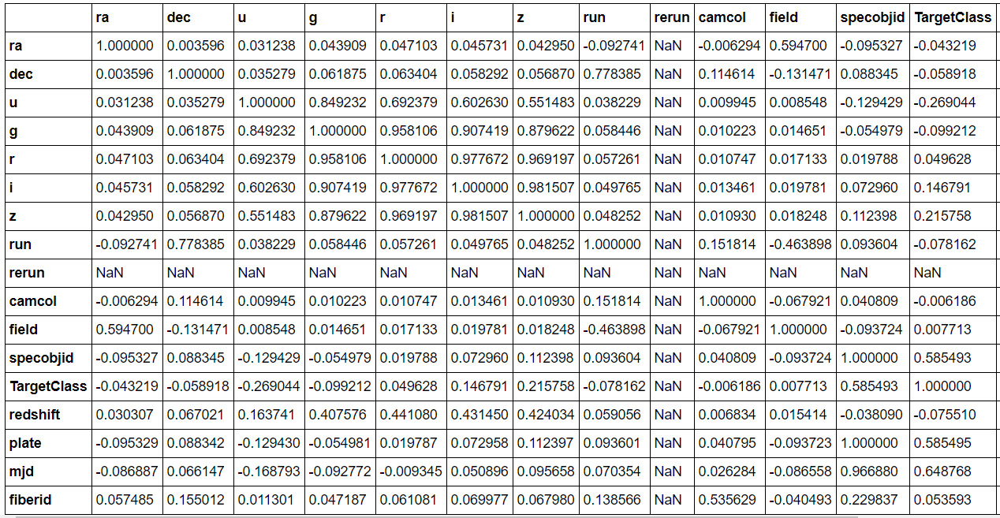 ra dec u g r i z run rerun camcol field specobjid TargetClass
ra 1.000000 0.003596 0.031238 0.043909 0.047103 0.045731 0.042950 -0.092741 NaN -0.006294 0.594700 -0.095327 -0.043219
dec 0.003596 1.000000 0.035279 0.061875 0.063404 0.058292 0.056870 0.778385 NaN 0.114614 -0.131471 0.088345 -0.058918
u 0.031238 0.035279 1.000000 0.849232 0.692379 0.602630 0.551483 0.038229 NaN 0.009945 0.008548 -0.129429 -0.269044
g 0.043909 0.061875 0.849232 1.000000 0.958106 0.907419 0.879622 0.058446 NaN 0.010223 0.014651 -0.054979 -0.099212
r 0.047103 0.063404 0.692379 0.958106 1.000000 0.977672 0.969197 0.057261 NaN 0.010747 0.017133 0.019788 0.049628
i 0.045731 0.058292 0.602630 0.907419 0.977672 1.000000 0.981507 0.049765 NaN 0.013461 0.019781 0.072960 0.146791
z 0.042950 0.056870 0.551483 0.879622 0.969197 0.981507 1.000000 0.048252 NaN 0.010930 0.018248 0.112398 0.215758
run -0.092741 0.778385 0.038229 0.058446 0.057261 0.049765 0.048252 1.000000 NaN 0.151814 -0.463898 0.093604 -0.078162
rerun NaN NaN NaN NaN NaN NaN NaN NaN NaN NaN NaN NaN NaN
camcol -0.006294 0.114614 0.009945 0.010223 0.010747 0.013461 0.010930 0.151814 NaN 1.000000 -0.067921 0.040809 -0.006186
field 0.594700 -0.131471 0.008548 0.014651 0.017133 0.019781 0.018248 -0.463898 NaN -0.067921 1.000000 -0.093724 0.007713
specobjid -0.095327 0.088345 -0.129429 -0.054979 0.019788 0.072960 0.112398 0.093604 NaN 0.040809 -0.093724 1.000000 0.585493
TargetClass -0.043219 -0.058918 -0.269044 -0.099212 0.049628 0.146791 0.215758 -0.078162 NaN -0.006186 0.007713 0.585493 1.000000
redshift 0.030307 0.067021 0.163741 0.407576 0.441080 0.431450 0.424034 0.059056 NaN 0.006834 0.015414 -0.038090 -0.075510
plate -0.095329 0.088342 -0.129430 -0.054981 0.019787 0.072958 0.112397 0.093601 NaN 0.040795 -0.093723 1.000000 0.585495
mjd -0.086887 0.066147 -0.168793 -0.092772 -0.009345 0.050896 0.095658 0.070354 NaN 0.026284 -0.086558 0.966880 0.648768
fiberid 0.057485 0.155012 0.011301 0.047187 0.061081 0.069977 0.067980 0.138566 NaN 0.535629 -0.040493 0.229837 0.053593